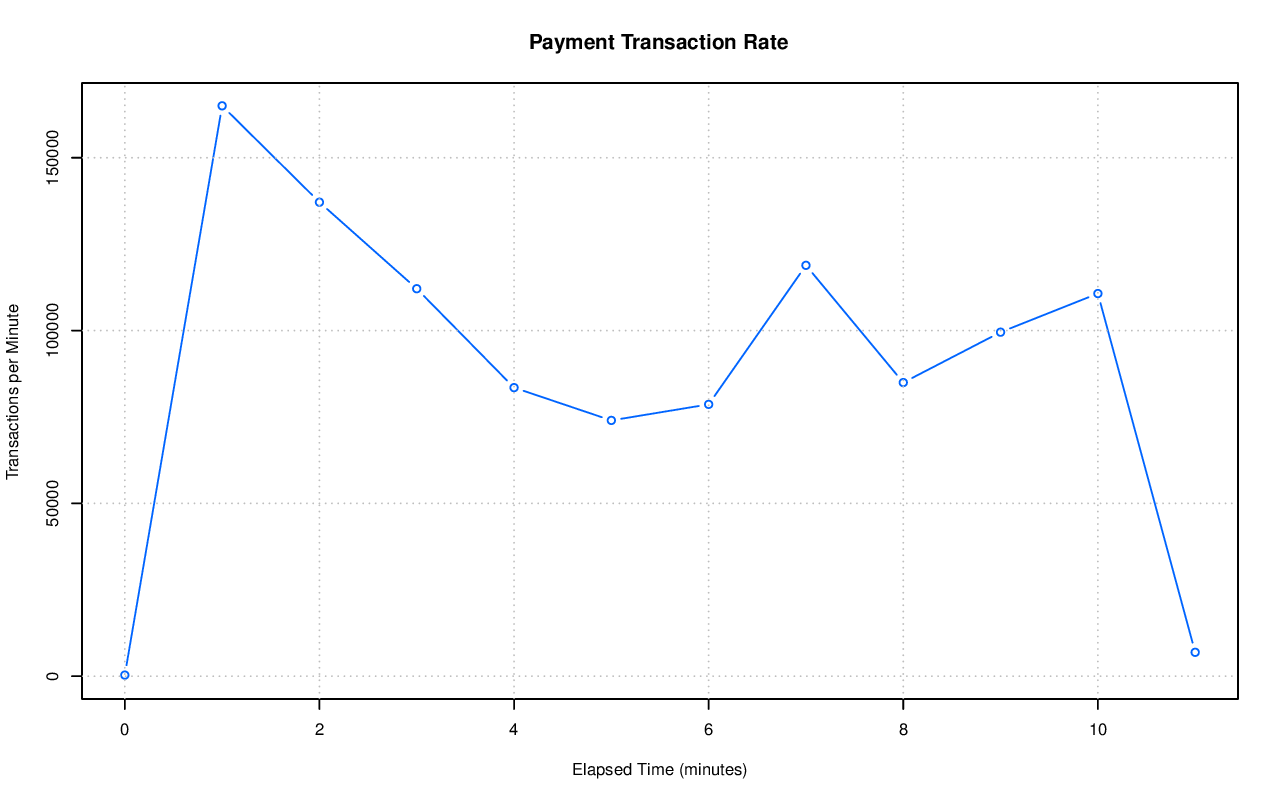 Payment Transaction Rate
Transactions per Minute
150000
100000
50000
0
0 2 4 6 8 10
Elapsed Time (minutes)